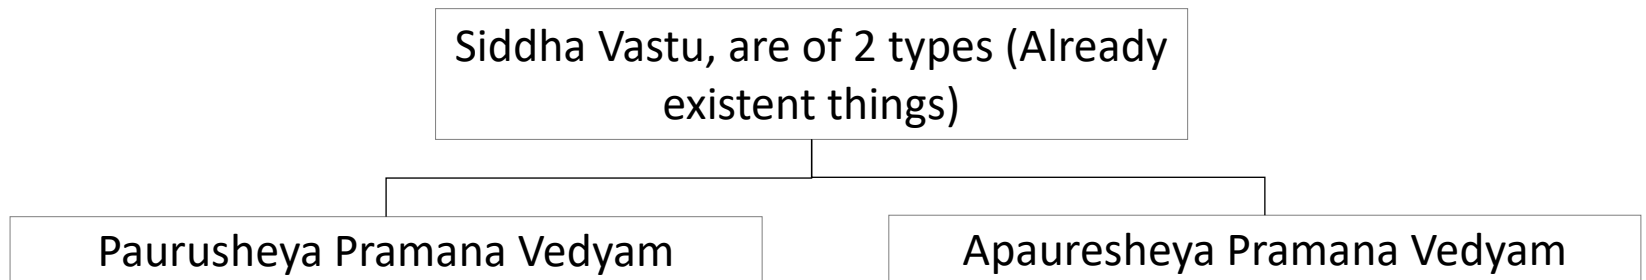 Siddha Vastu, are of 2 types (Already
existent things)
Paurusheya Pramana Vedyam
Apauresheya Pramana Vedyam